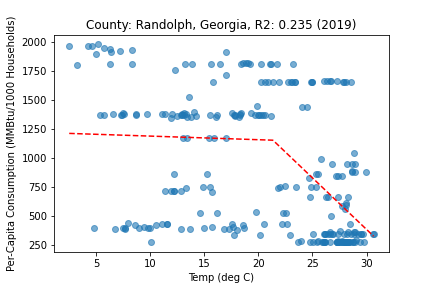 County: Randolph, Georgia, R2: 0.235 (2019)
Per-Capita Consumption (MMBtu/1000 Households)
2000
1750
1500
1250
1000
750
500
250
5 10 15 20 25 30
Temp (deg C)